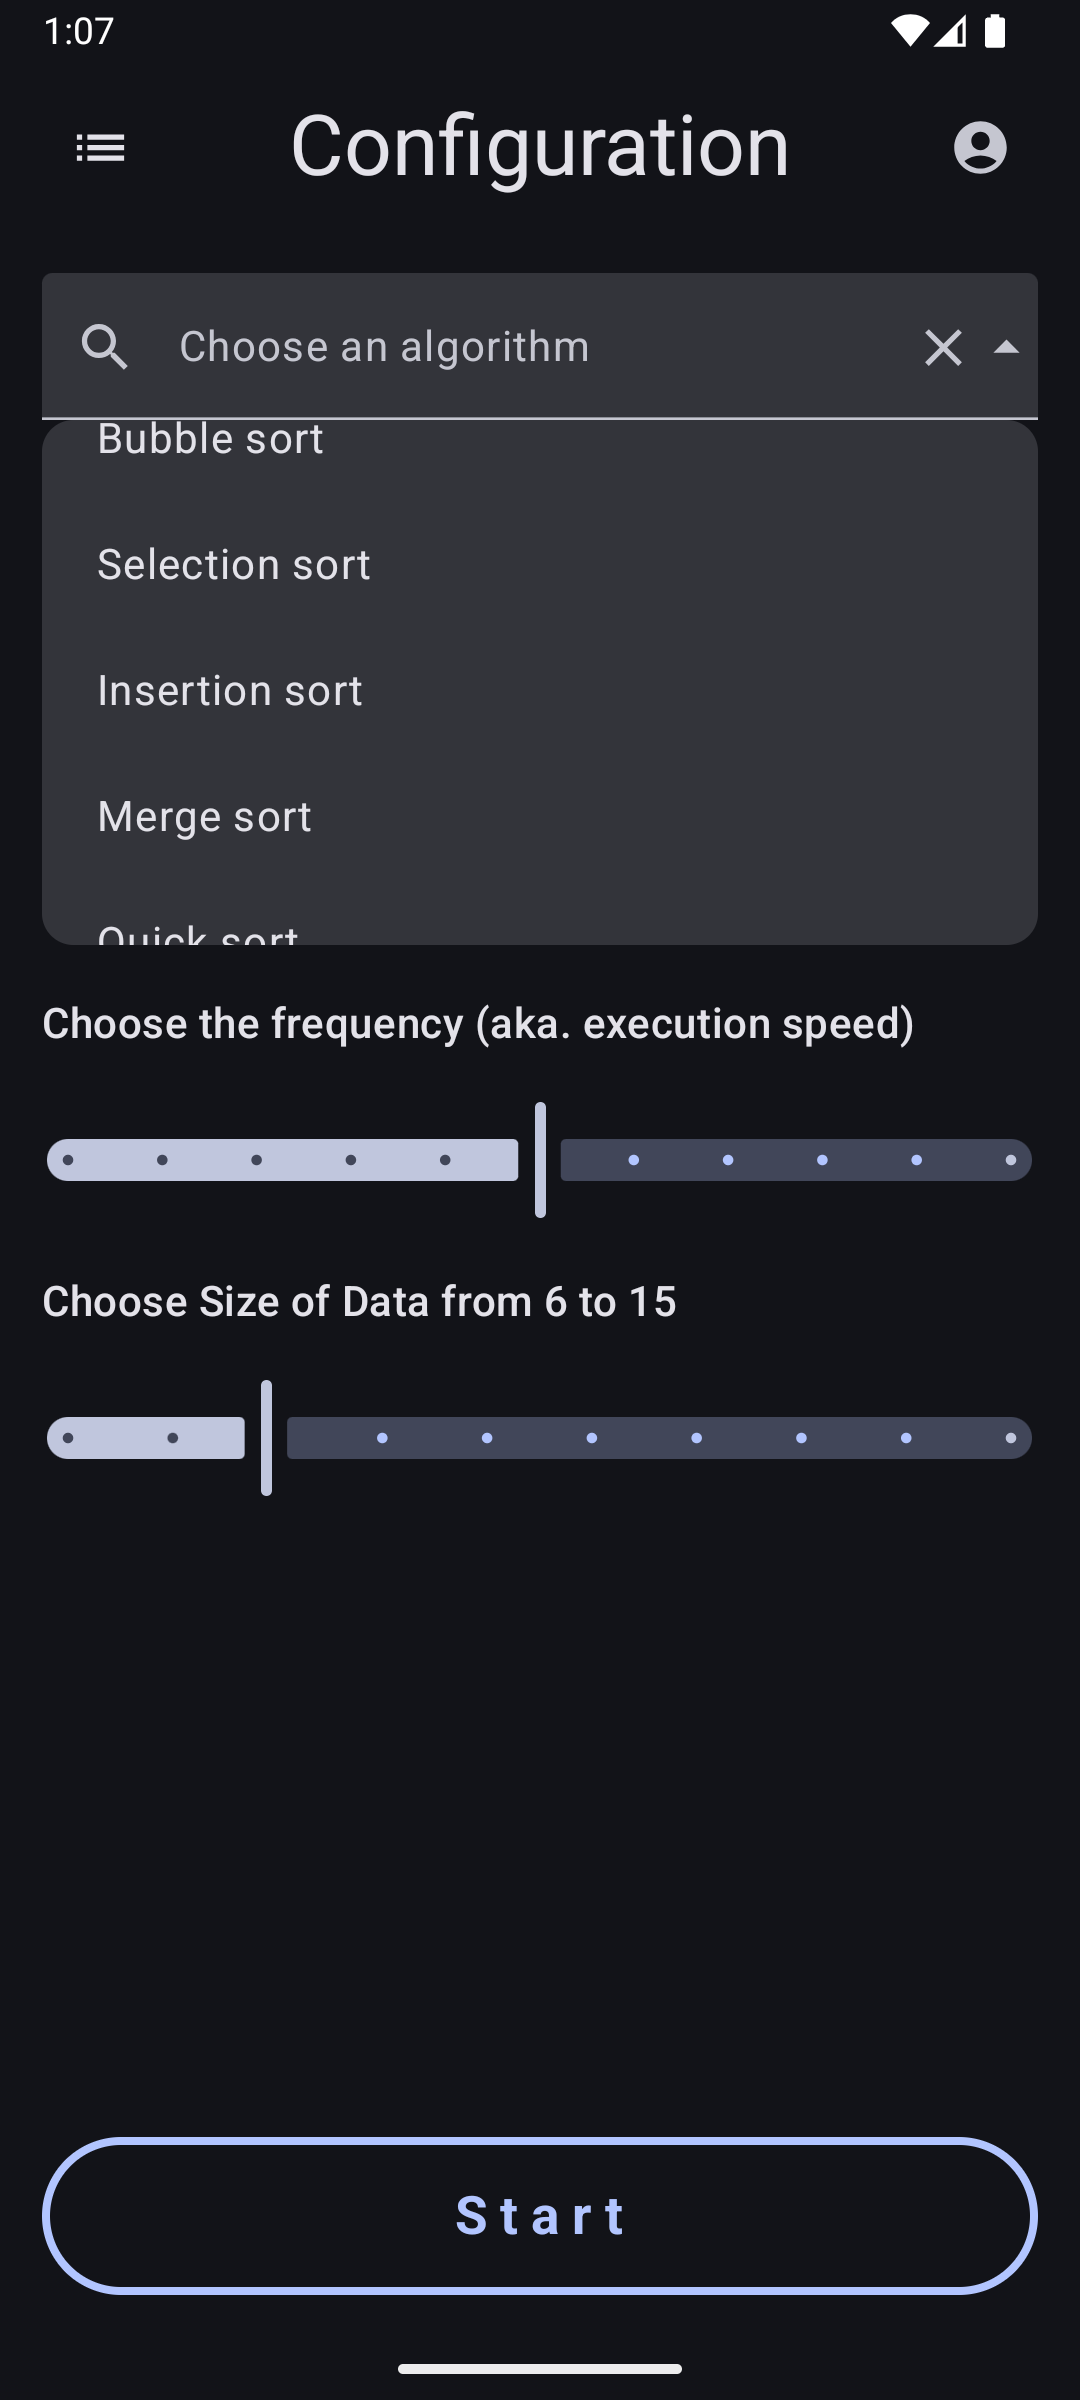 1:07
Configuration
Choose an algorithm
Bubble sort
Selection sort
Insertion sort
Merge sort
Quick sort
Choose the frequency (aka. execution speed)
Choose Size of Data from 6 to 15
Start